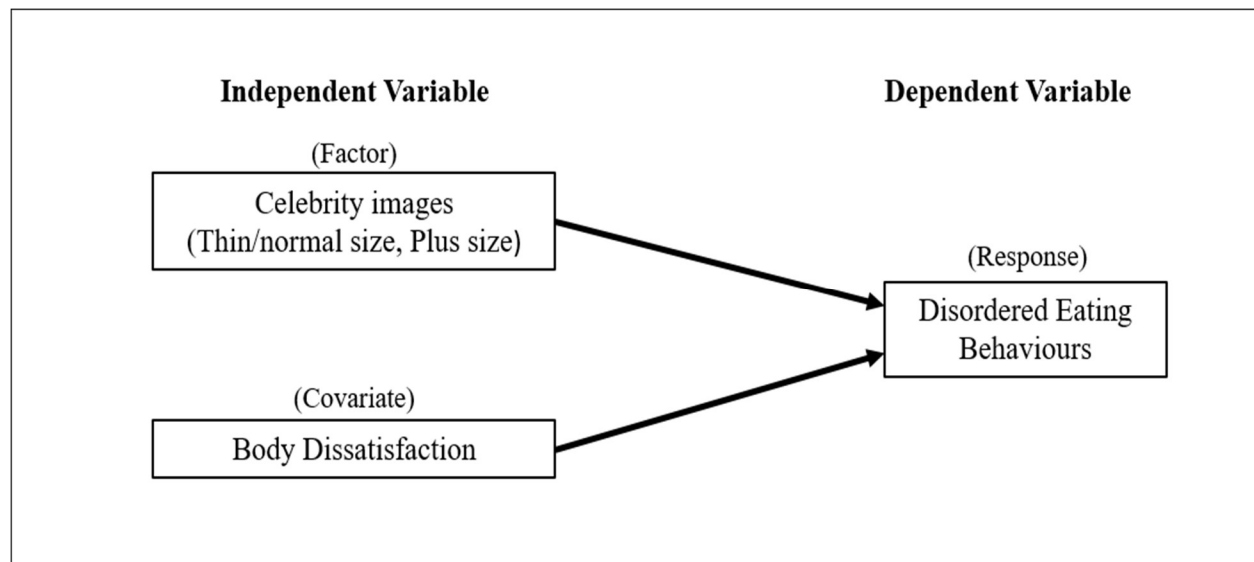 Independent Variable
Dependent Variable
(Factor)
Celebrity images
(Thin/normal size, Plus size)
(Response)
Disordered Eating
Behaviours
(Covariate)
Body Dissatisfaction